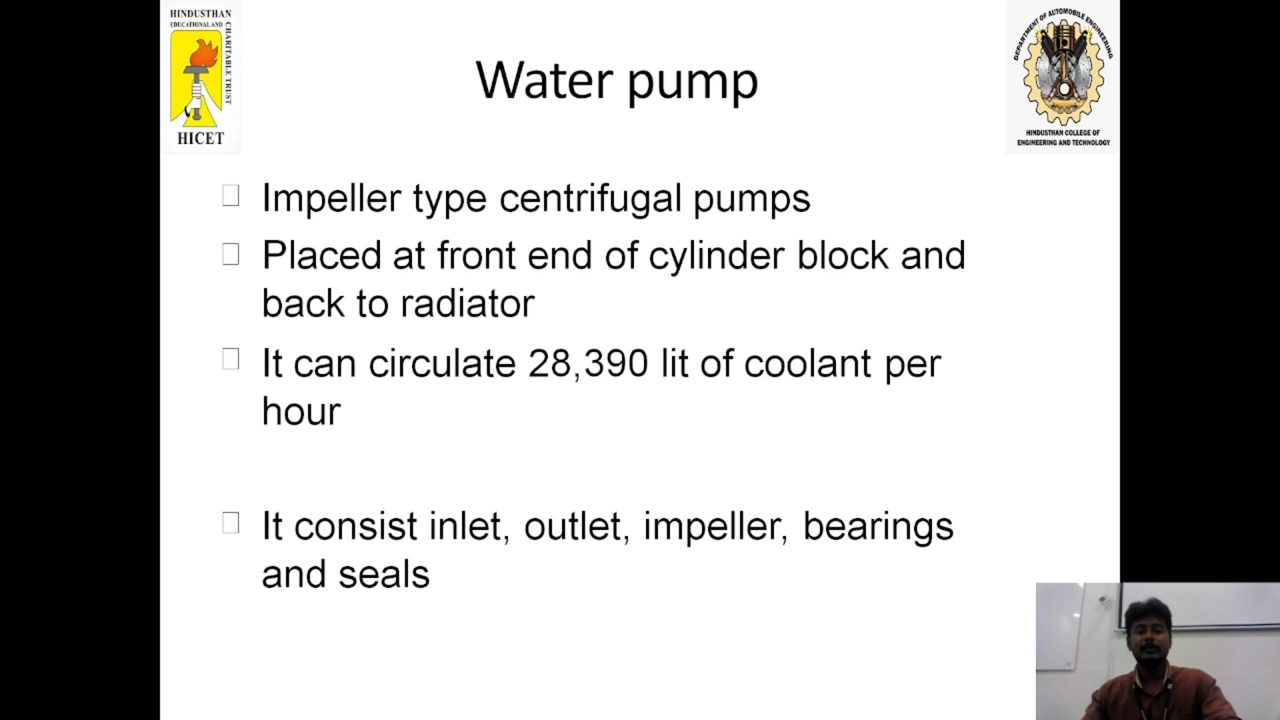 HINDUSTHAN
EDUCATIONAL AND
CHARITABLE TRUST
HICET
Water pump
DEPARTMENT OF AUTOMOBILE ENGINEERING
HINDUSTHAN COLLEGE OF
ENGINEERING AND TECHNOLOGY
Impeller type centrifugal pumps
Placed at front end of cylinder block and
back to radiator
It can circulate 28,390 lit of coolant per
hour
It consist inlet, outlet, impeller, bearings
and seals